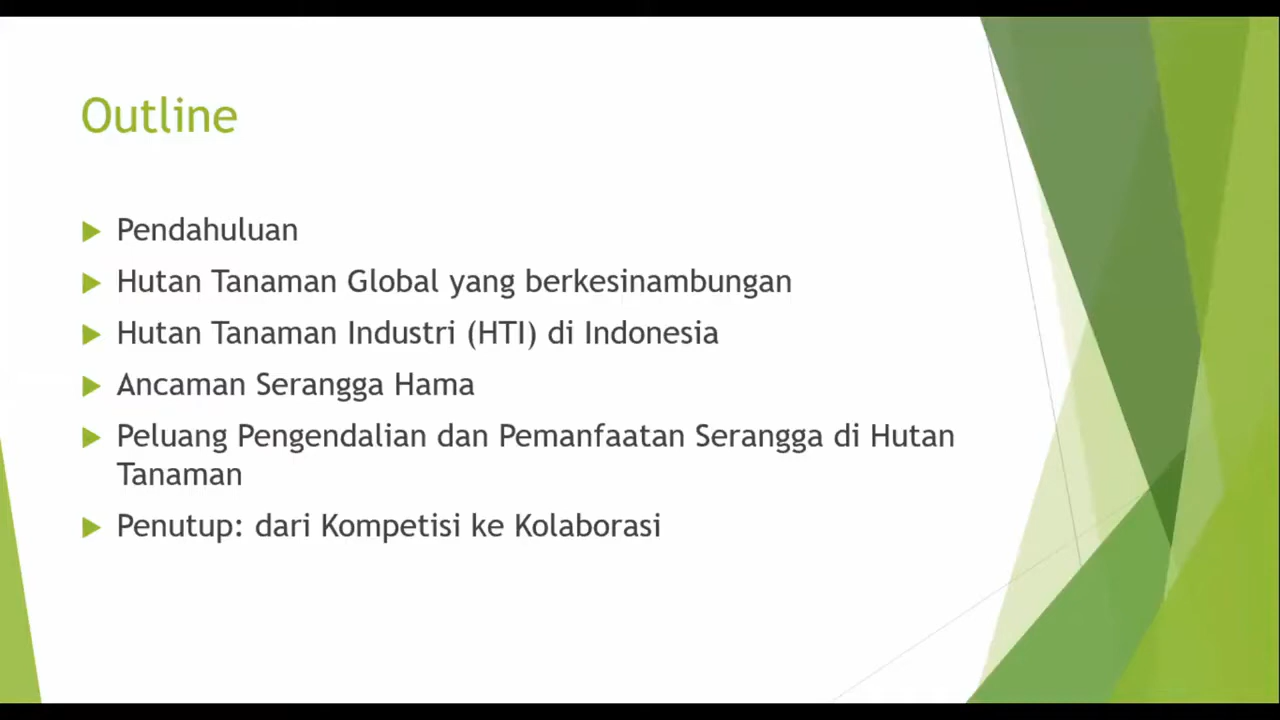 Outline
Pendahuluan
Hutan Tanaman Global yang berkesinambungan
Hutan Tanaman Industri (HTI) di Indonesia
Ancaman Serangga Hama
Peluang Pengendalian dan Pemanfaatan Serangga di Hutan
Tanaman
Penutup: dari Kompetisi ke Kolaborasi